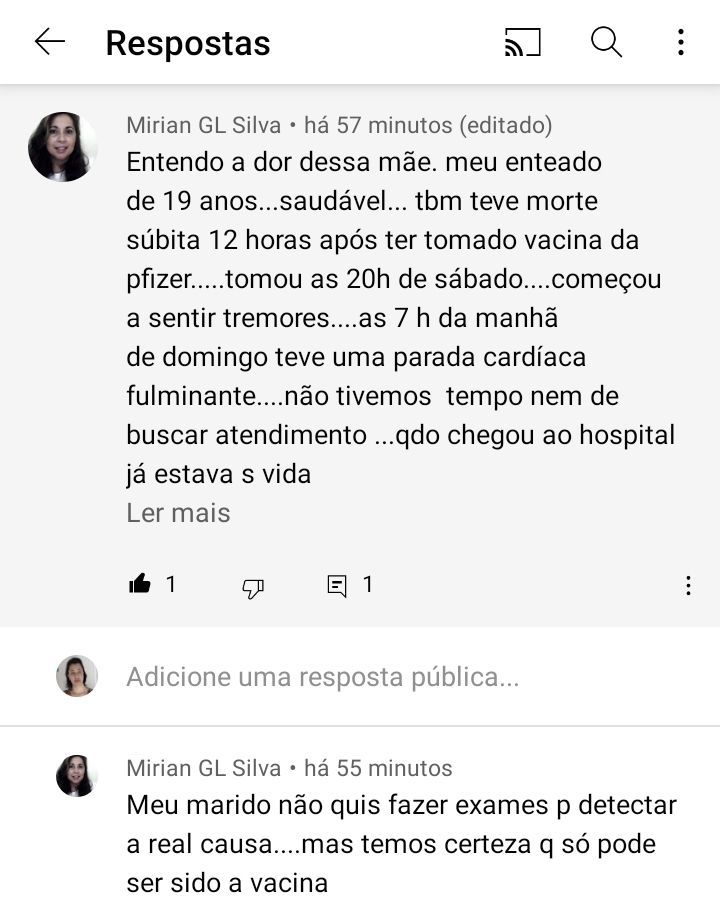 Respostas
Mirian GL Silva • há 57 minutos (editado)
Entendo a dor dessa mãe. meu enteado
de 19 anos...saudável... tbm teve morte
súbita 12 horas após ter tomado vacina da
pfizer.....tomou as 20h de sábado....começou
a sentir tremores....as 7 h da manhã
de domingo teve uma parada cardíaca
fulminante....não tivemos  tempo nem de
buscar atendimento ...qdo chegou ao hospital
já estava s vida
Ler mais
1 1
Adicione uma resposta pública...
Mirian GL Silva • há 55 minutos
Meu marido não quis fazer exames p detectar
a real causa....mas temos certeza q só pode
ser sido a vacina